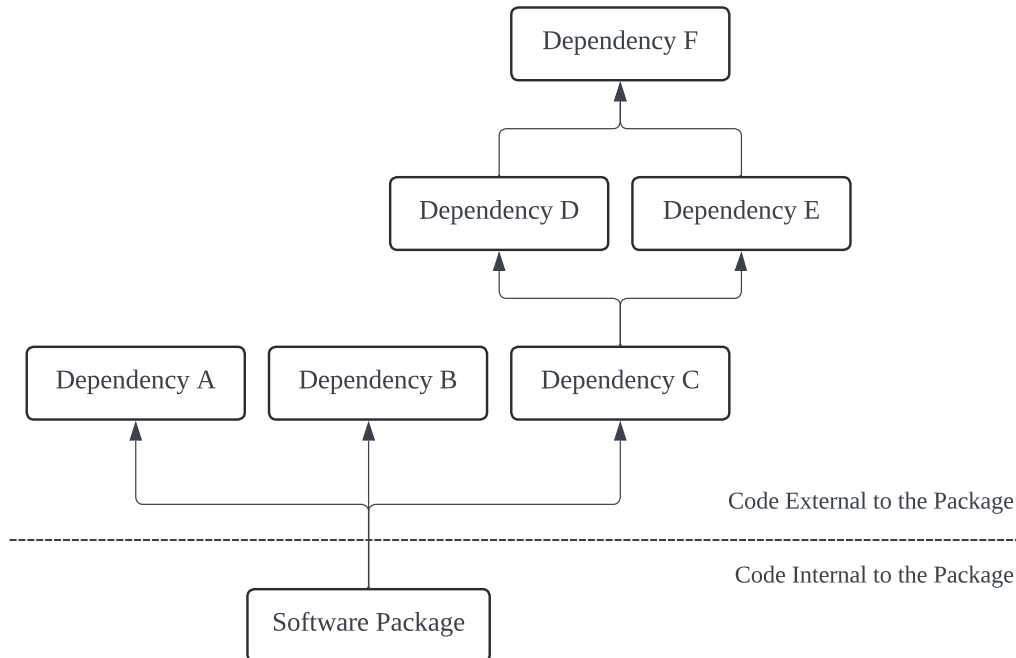 Dependency F
Dependency D
Dependency E
Dependency A
Dependency B
Dependency C
Code External to the Package
Code Internal to the Package
Software Package